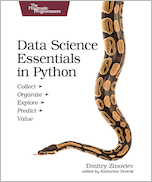 The Pragmatic Programmers
Data Science
Essentials in Python
Collect
Organize
Explore
Predict
Value
Dmitry Zinoviev
edited by Katharine Dvorak